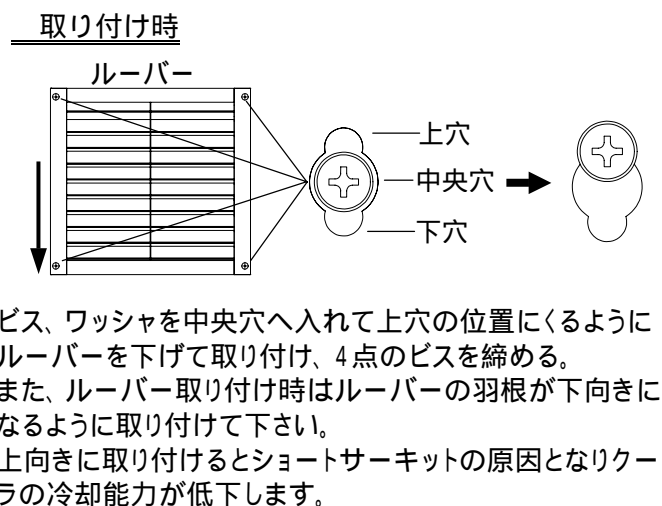 取り付け時
ルーバー
上穴
中央穴
下穴
ビス、ワッシャを中央穴へ入れて上穴の位置にくるように
ルーバーを下げて取り付け、4点のビスを締める。
また、ルーバー取り付け時はルーバーの羽根が下向きに
なるように取り付けて下さい。
上向きに取り付けるとショートサーキットの原因となりクー
ラの冷却能力が低下します。